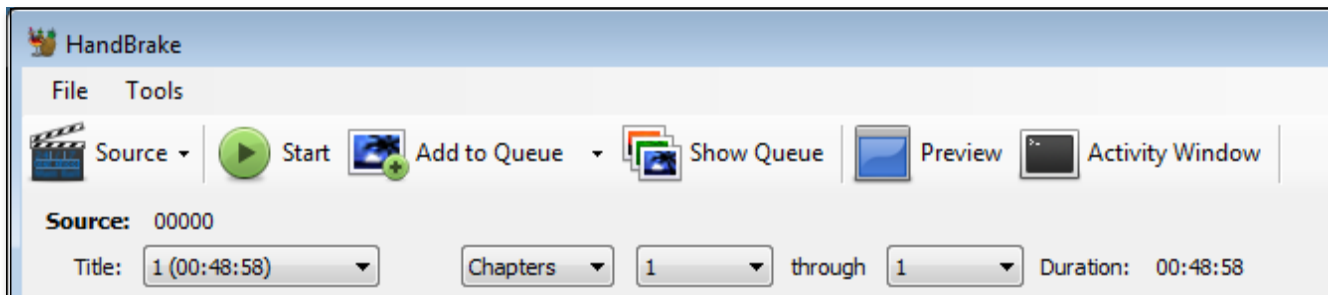 HandBrake
File Tools
Source Start Add to Queue Show Queue Preview Activity Window
Source: 00000
Title: 1 (00:48:58) Chapters 1 through 1 Duration: 00:48:58